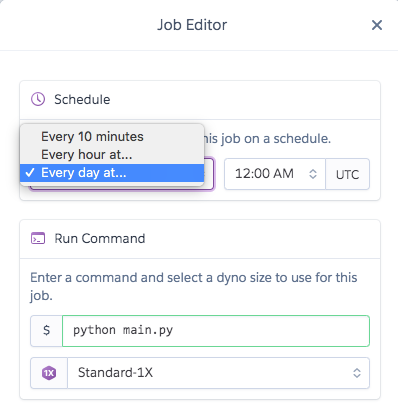 Job Editor
Schedule
this job on a schedule.
Every 10 minutes
Every hour at...
Every day at...
12:00 AM
UTC
Run Command
Enter a command and select a dyno size to use for this
job.
$ python main.py
1X Standard-1X